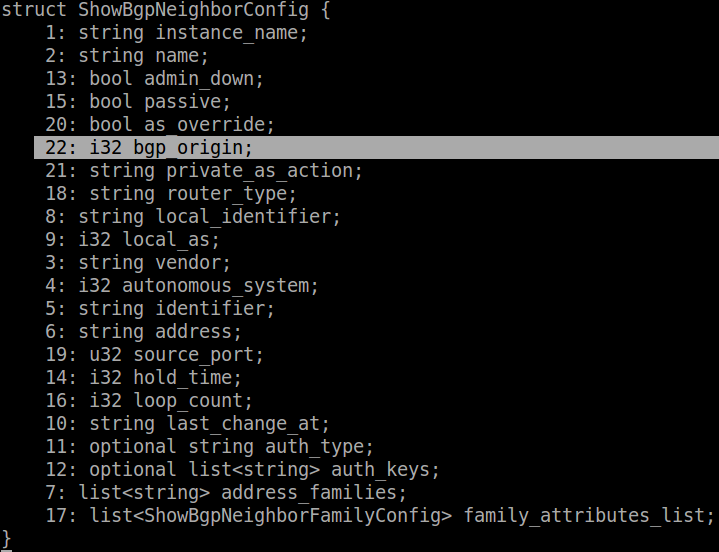 struct ShowBgpNeighborConfig {
    1: string instance_name;
    2: string name;
    13: bool admin_down;
    15: bool passive;
    20: bool as_override;
    22: i32 bgp_origin;
    21: string private_as_action;
    18: string router_type;
    8: string local_identifier;
    9: i32 local_as;
    3: string vendor;
    4: i32 autonomous_system;
    5: string identifier;
    6: string address;
    19: u32 source_port;
    14: i32 hold_time;
    16: i32 loop_count;
    10: string last_change_at;
    11: optional string auth_type;
    12: optional list<string> auth_keys;
    7: list<string> address_families;
    17: list<ShowBgpNeighborFamilyConfig> family_attributes_list;
}